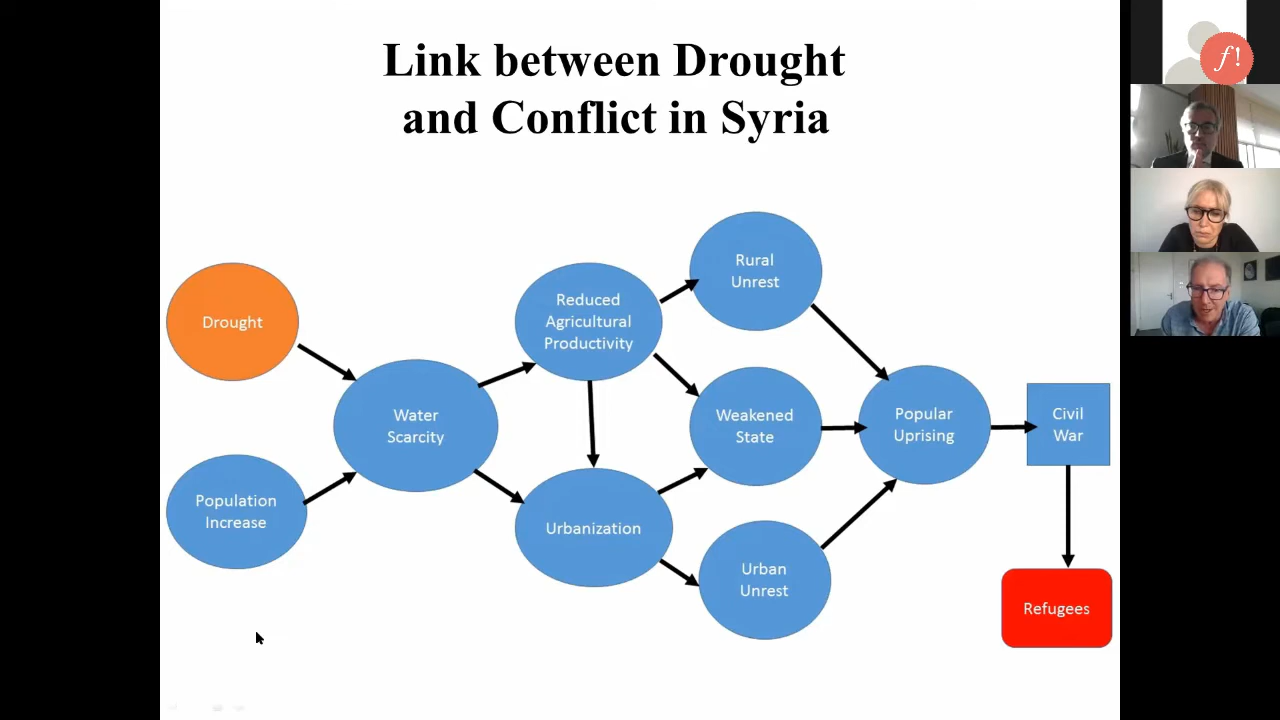 Link between Drought
and Conflict in Syria
f!
Drought
Population
Increase
Water
Scarcity
Reduced
Agricultural
Productivity
Urbanization
Rural
Unrest
Weakened
State
Urban
Unrest
Popular
Uprising
Civil
War
Refugees